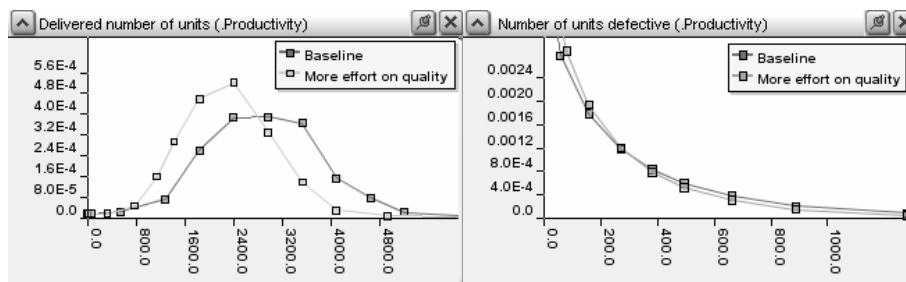 Delivered number of units (.Productivity)
Baseline
More effort on quality
5.6E-4
4.8E-4
4.0E-4
3.2E-4
2.4E-4
1.6E-4
8.0E-5
0.0
0.0
800.0
1600.0
2400.0
3200.0
4000.0
4800.0
Number of units defective (.Productivity)
Baseline
More effort on quality
0.0024
0.0020
0.0016
0.0012
8.0E-4
4.0E-4
0.0
0.0
2000.0
4000.0
6000.0
8000.0
1000.0